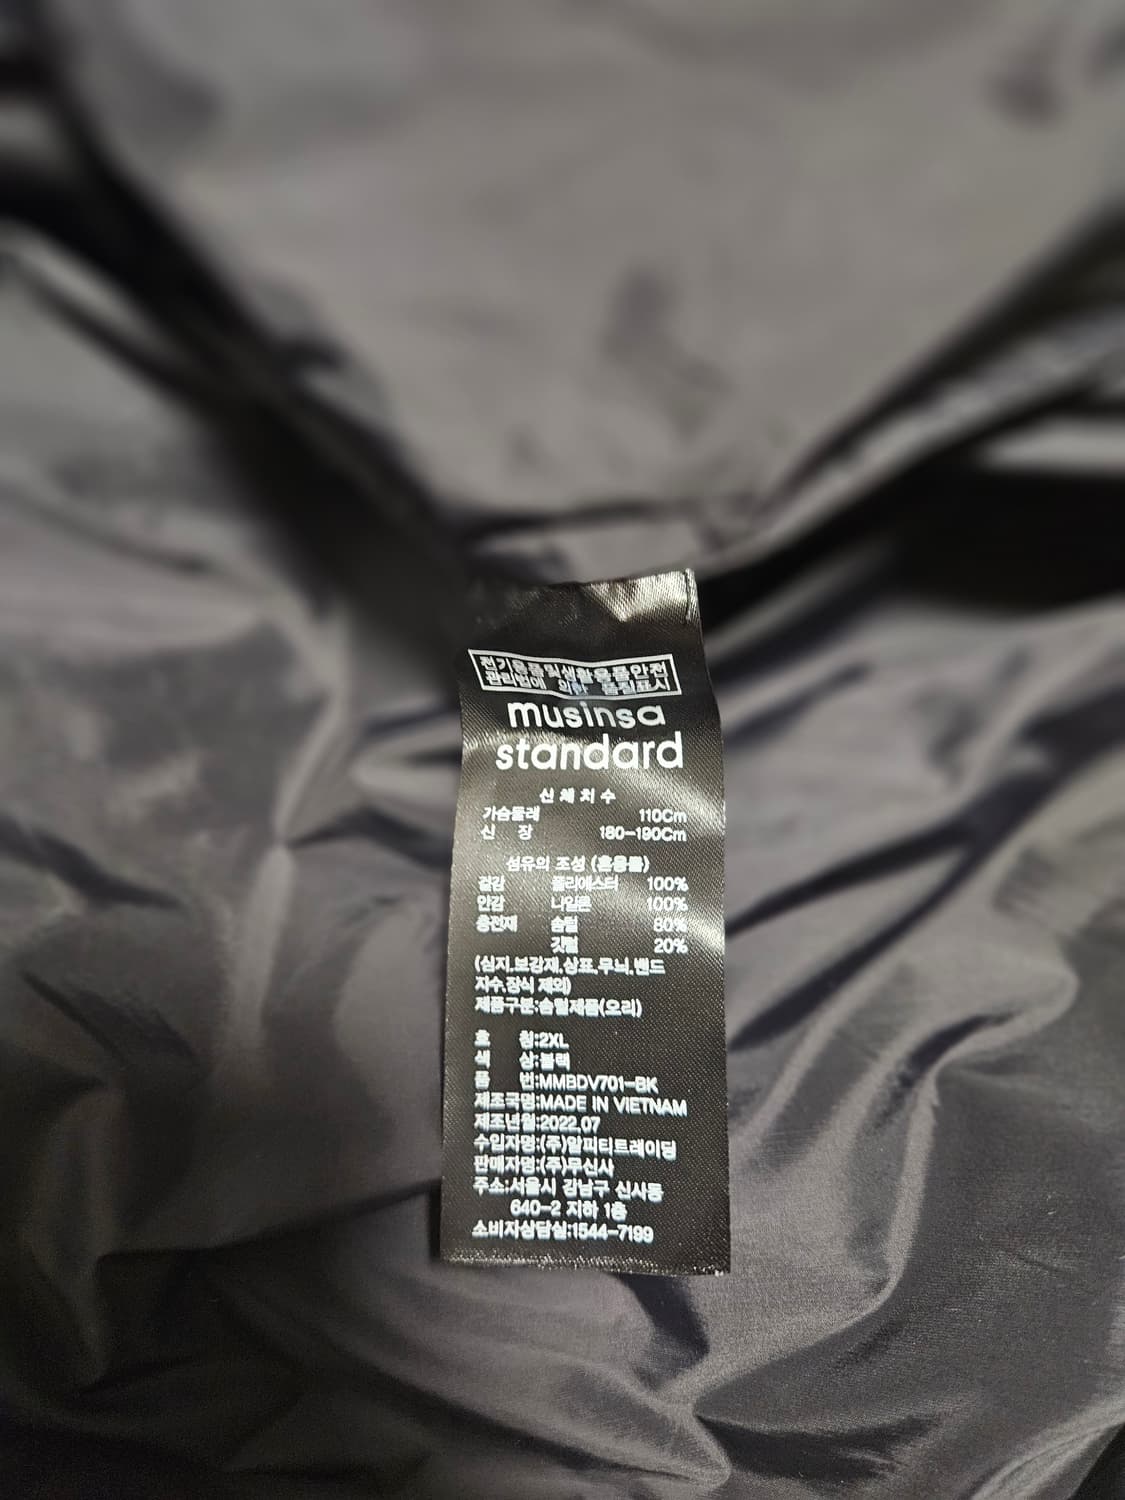 전기용품및생활용품안전
관리법에 의한 품질표시
musinsa
standard
신체치수
가슴둘레 110Cm
신 장 180-190Cm
섬유의 조성 (혼용률)
겉감 폴리에스터 100%
안감 나일론 100%
충전재 솜털 80%
깃털 20%
(심지,보강재,상표,무늬,밴드
자수,장식 제외)
제품구분:솜털제품(오리)
호 칭:2XL
색 상:블랙
품 번:MMBDV701-BK
제조국명:MADE IN VIETNAM
제조년월:2022.07
수입자명:(주)알피티트레이딩
판매자명:(주)무신사
주소:서울시 강남구 신사동
640-2 지하 1층
소비자상담실:1544-7199